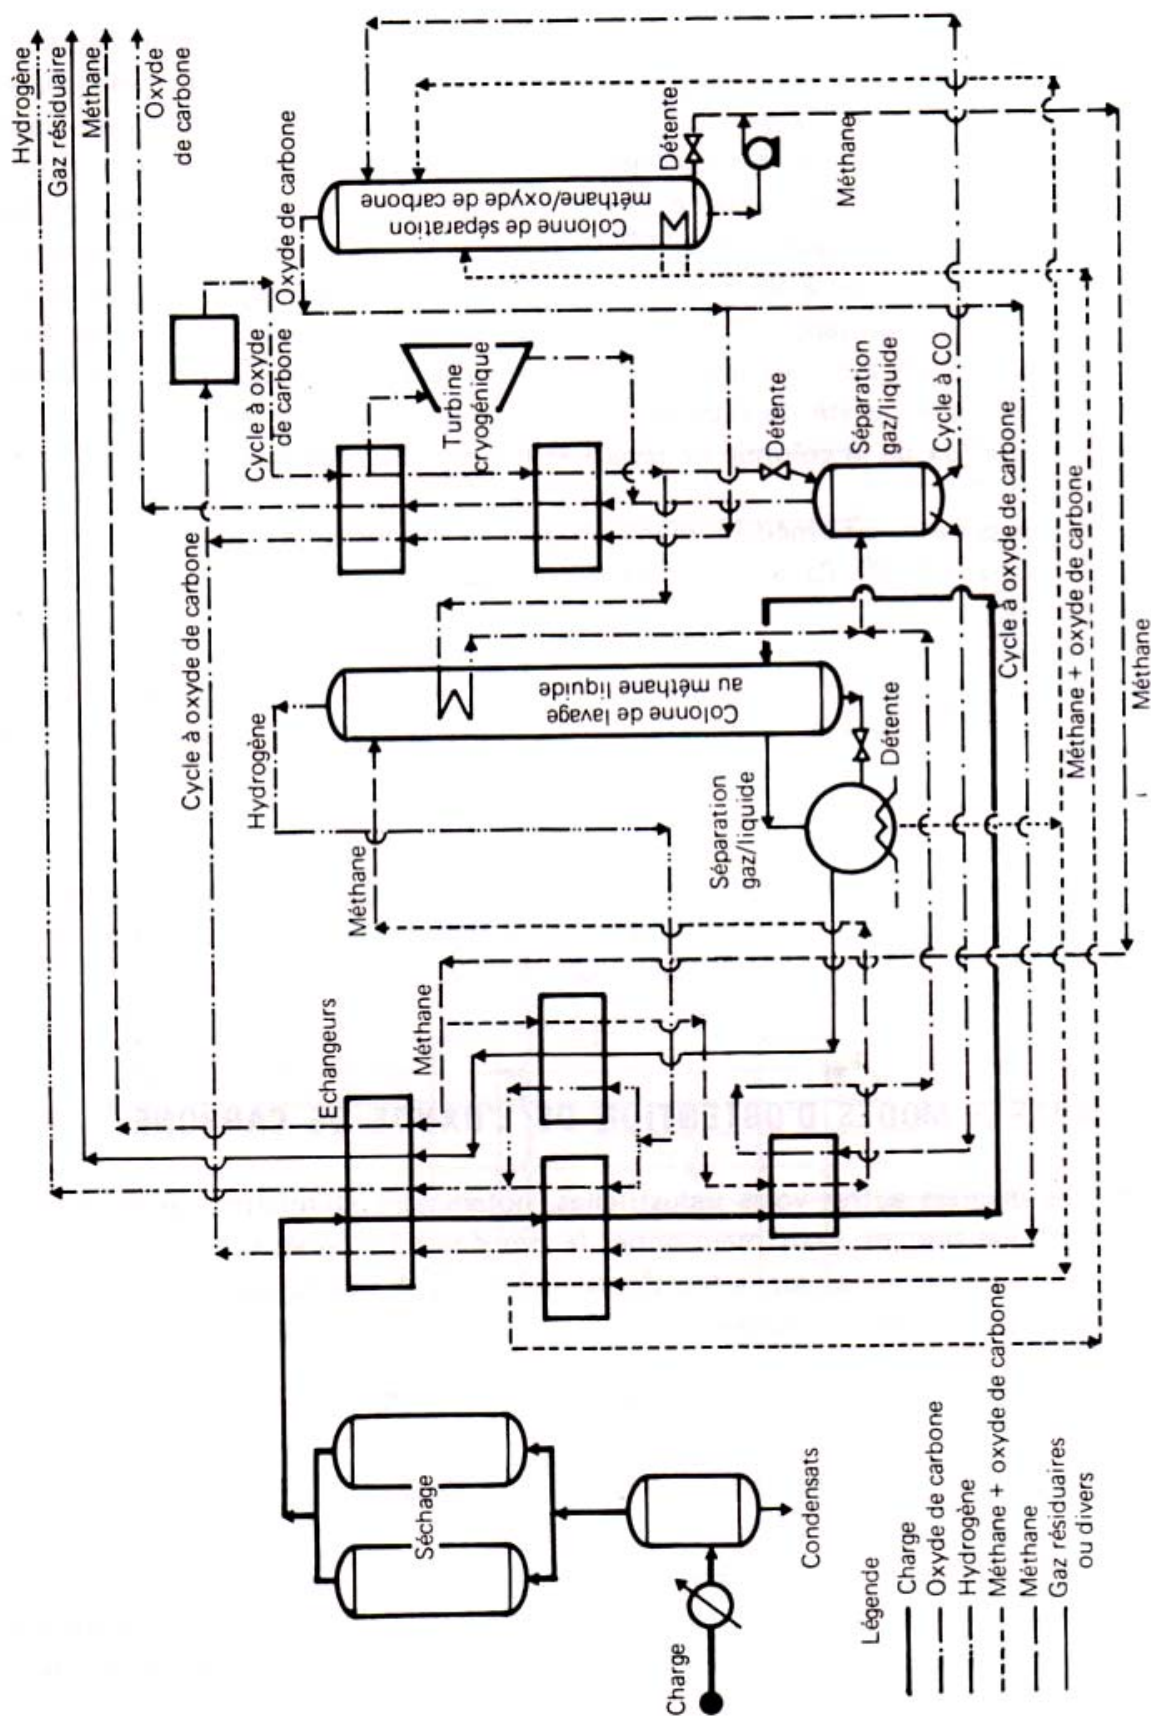 Hydrogène
Gaz résiduaire
Méthane
Oxyde
de carbone
Oxyde de carbone
Cycle à oxyde
de carbone
Turbine
cryogénique
Colonne de séparation
méthane/oxyde de carbone
Détente
Méthane
Détente
Séparation
gaz/liquide
Cycle à CO
Cycle à oxyde de carbone
Cycle à oxyde de carbone
Hydrogène
Colonne de lavage
au méthane liquide
Méthane
Séparation
gaz/liquide
Détente
Méthane + oxyde de carbone
Méthane
Echangeurs
Méthane
Séchage
Condensats
Charge
Légende
Charge
Oxyde de carbone
Hydrogène
Méthane + oxyde de carbone
Méthane
Gaz résiduaires
ou divers